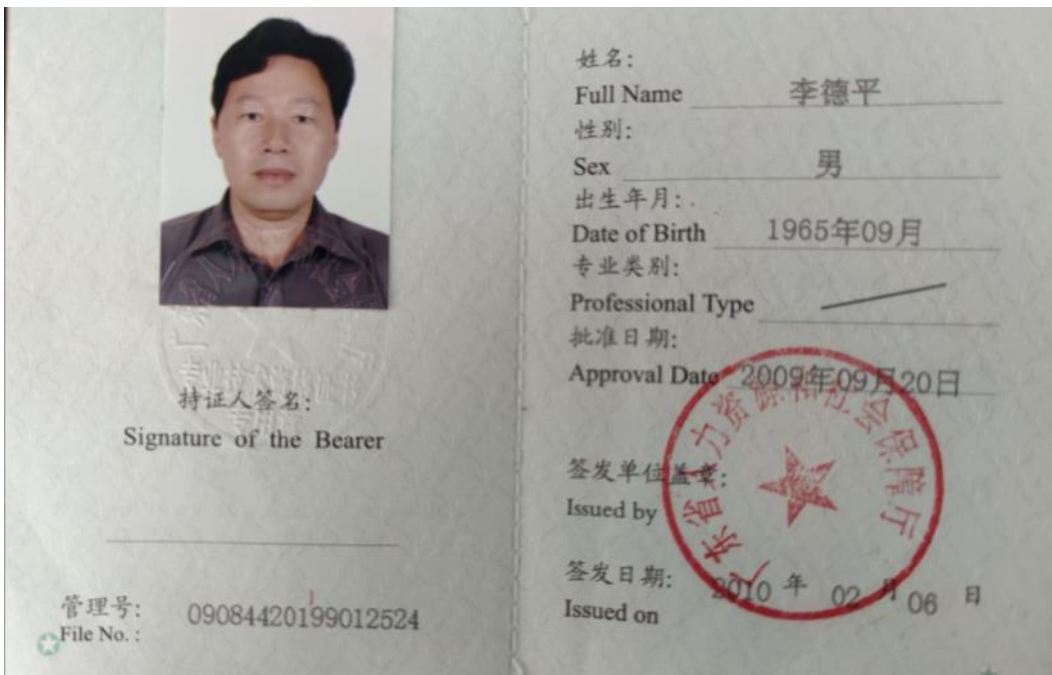 持证人签名:
Signature of the Bearer
管理号:
File No. :
09084420199012524
姓名:
Full Name 李德平
性别:
Sex 男
出生年月:
Date of Birth 1965年09月
专业类别:
Professional Type
批准日期:
Approval Date 2009年09月20日
签发单位盖章:
Issued by
广东省人力资源和社会保障厅
签发日期:
Issued on 2010 年 02 月 06 日